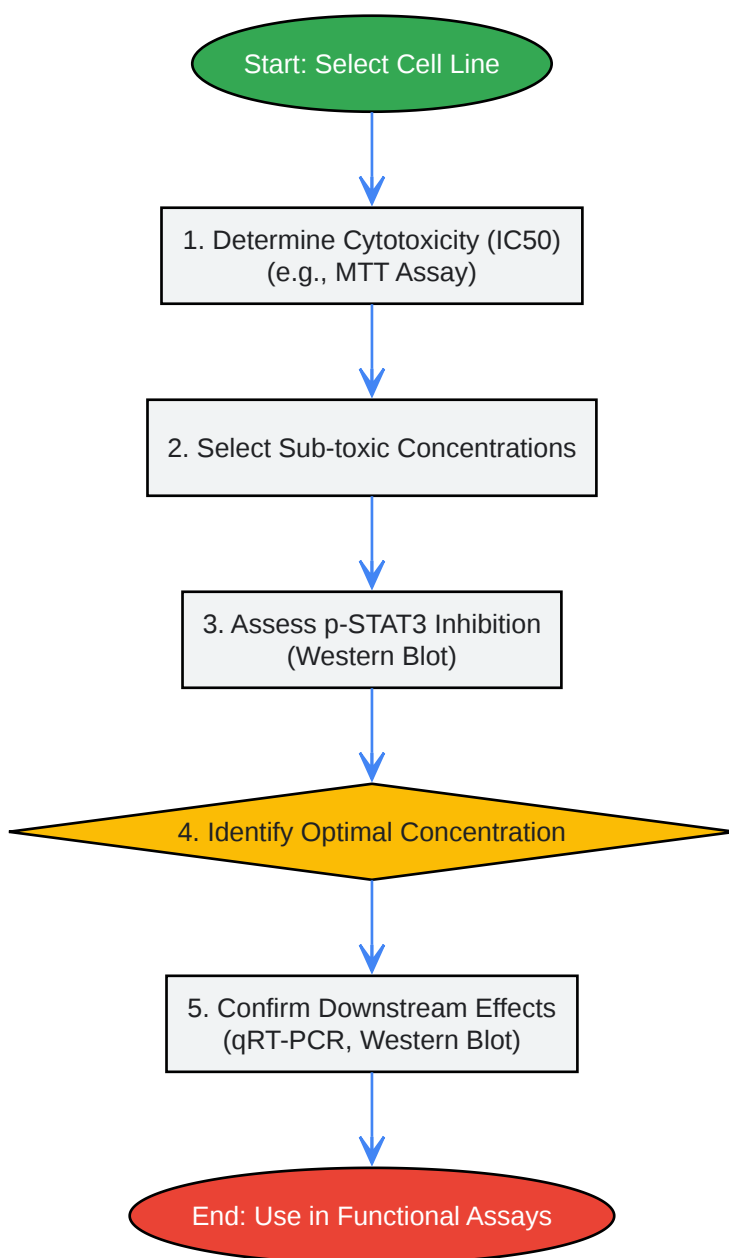 Start: Select Cell Line
1. Determine Cytotoxicity (IC50)
(e.g., MTT Assay)
2. Select Sub-toxic Concentrations
3. Assess p-STAT3 Inhibition
(Western Blot)
4. Identify Optimal Concentration
5. Confirm Downstream Effects
(qRT-PCR, Western Blot)
End: Use in Functional Assays